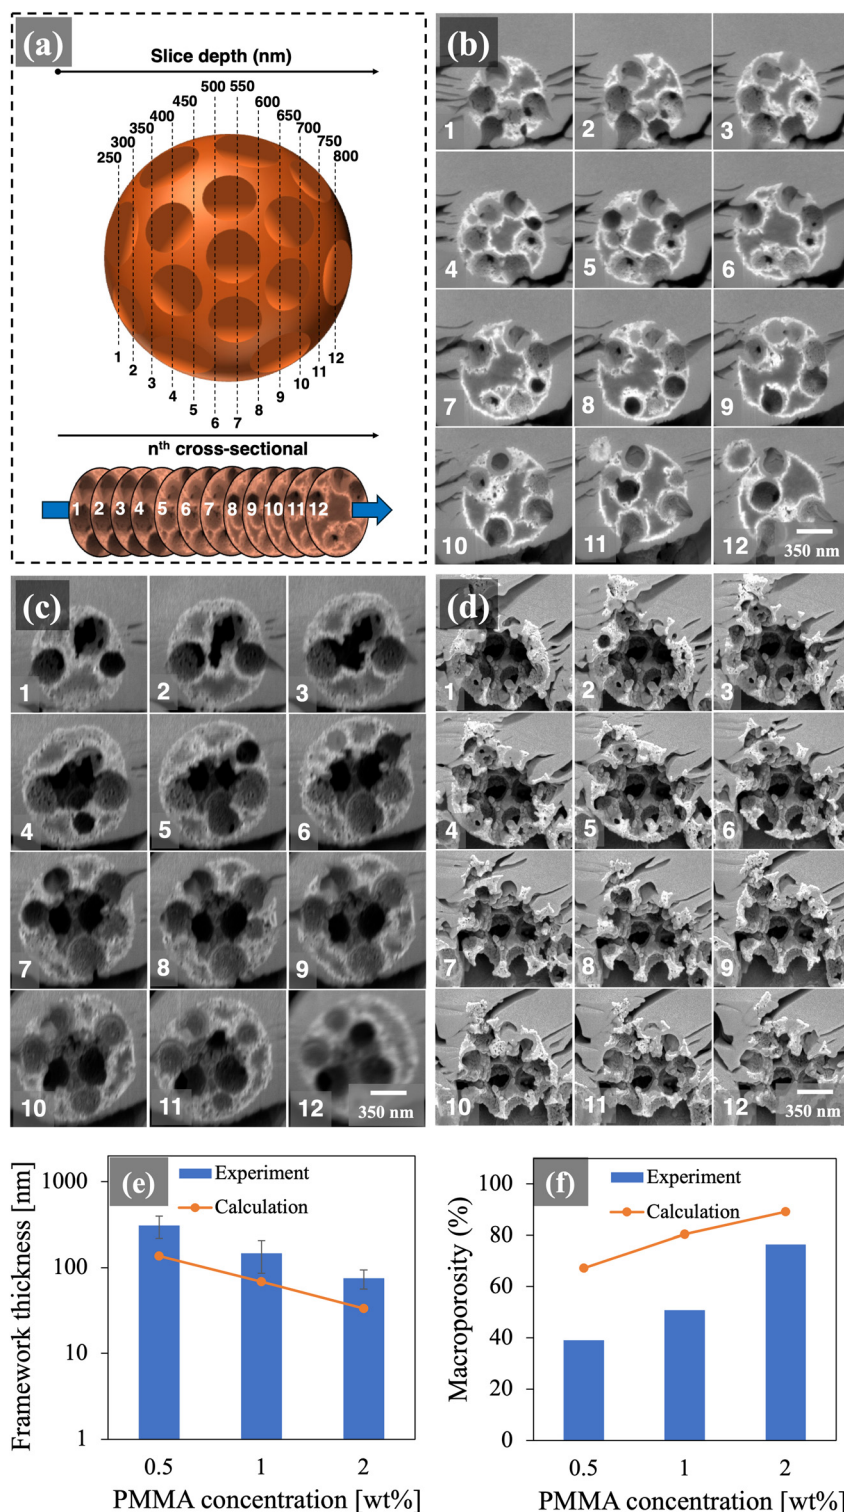 (a)
Slice depth (nm)
250 300 350 400 450 500 550 600 650 700 750 800
1 2 3 4 5 6 7 8 9 10 11 12
nth cross-sectional
1 2 3 4 5 6 7 8 9 10 11 12
(b)
1 2 3
4 5 6
7 8 9
10 11 12
350 nm
(c)
1 2 3
4 5 6
7 8 9
10 11 12
350 nm
(d)
1 2 3
4 5 6
7 8 9
10 11 12
350 nm
(e)
Experiment
Calculation
Framework thickness [nm]
1000
100
10
1
0.5 1 2
PMMA concentration [wt%]
(f)
Experiment
Calculation
Macroporosity (%)
100
80
60
40
20
0
0.5 1 2
PMMA concentration [wt%]